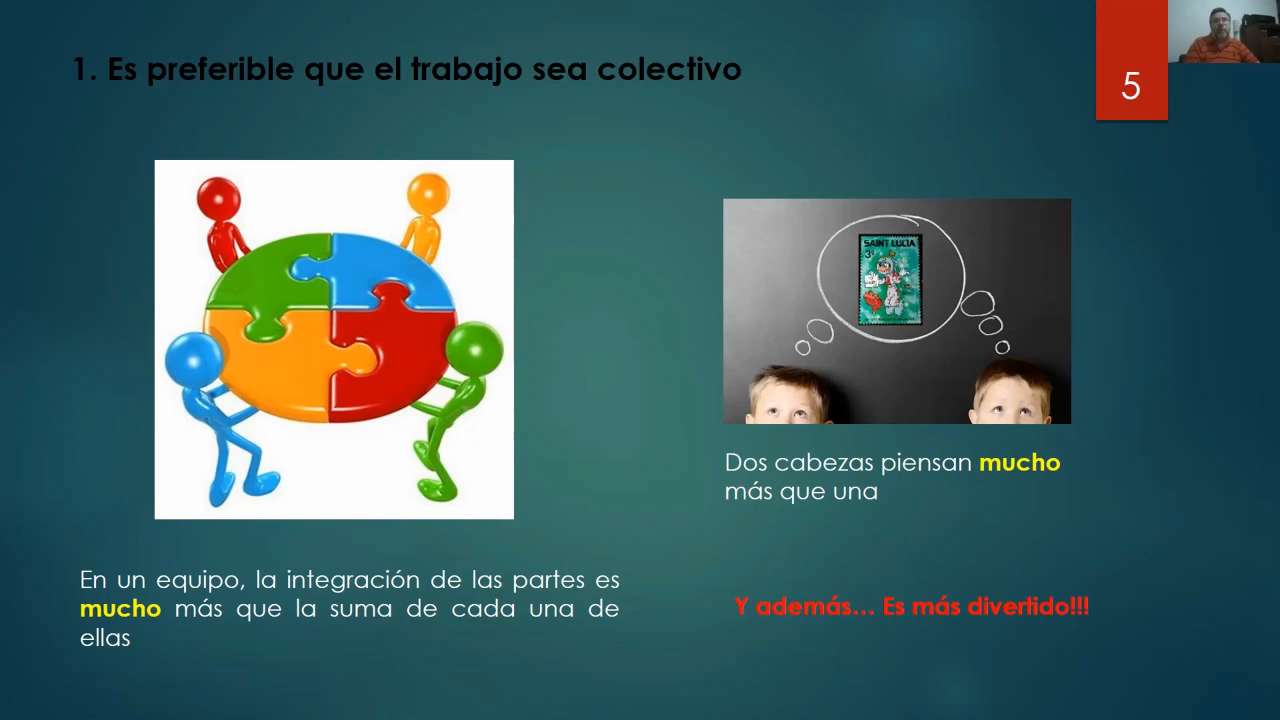 1. Es preferible que el trabajo sea colectivo
5
SAINT LUCIA
Dos cabezas piensan mucho
más que una
En un equipo, la integración de las partes es
mucho más que la suma de cada una de
ellas
Y además... Es más divertido!!!